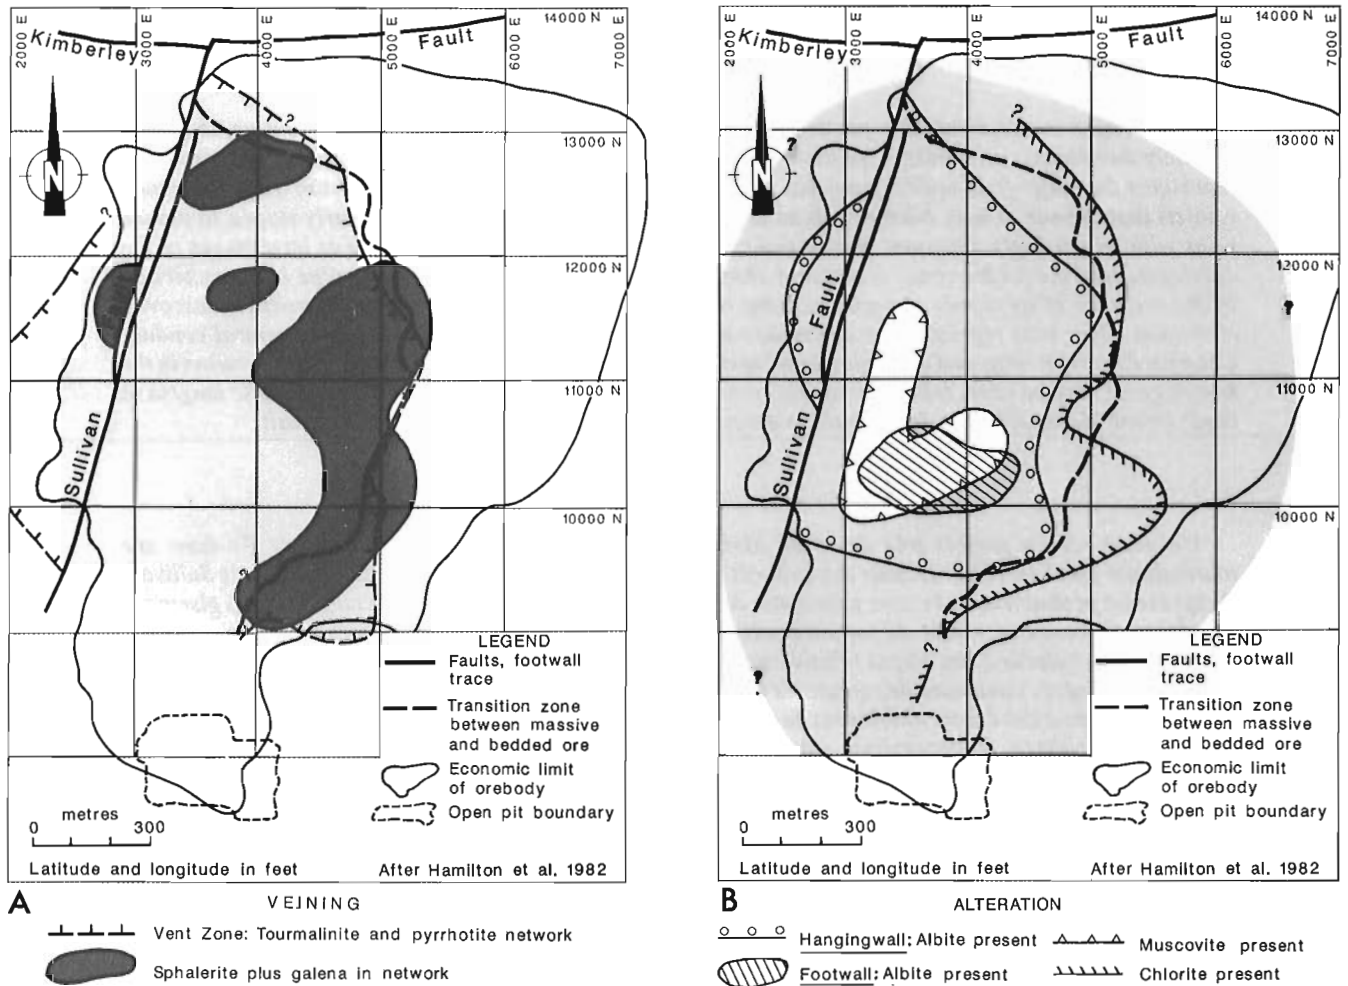 2000 E
3000 E
4000 E
5000 E
6000 E
7000 E
14000 N
Kimberley
Fault
?
13000 N
N
?
12000 N
11000 N
Sullivan
10000 N
?
LEGEND
Faults, footwall
trace
Transition zone
between massive
and bedded ore
Economic limit
of orebody
Open pit boundary
metres
0 300
Latitude and longitude in feet
After Hamilton et al. 1982
A
VEINING
Vent Zone: Tourmalinite and pyrrhotite network
Sphalerite plus galena in network
2000 E
3000 E
4000 E
5000 E
6000 E
7000 E
14000 N
Kimberley
Fault
?
13000 N
?
N
12000 N
Fault
?
11000 N
Sullivan
10000 N
?
?
LEGEND
Faults, footwall
trace
Transition zone
between massive
and bedded ore
Economic limit
of orebody
Open pit boundary
metres
0 300
Latitude and longitude in feet
After Hamilton et al. 1982
B
ALTERATION
Hangingwall: Albite present
Muscovite present
Footwall: Albite present
Chlorite present